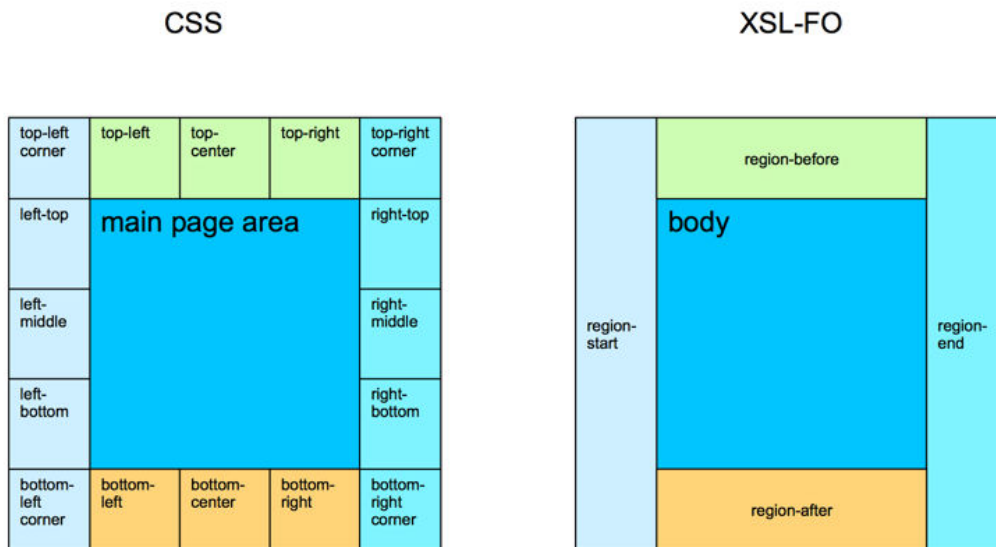 CSS
XSL-FO
top-left
corner
top-left
top-
center
top-right
top-right
corner
left-top
main page area
right-top
left-
middle
right-
middle
left-
bottom
right-
bottom
bottom-
left
corner
bottom-
left
bottom-
center
bottom-
right
bottom-
right
corner
region-before
body
region-
start
region-
end
region-after